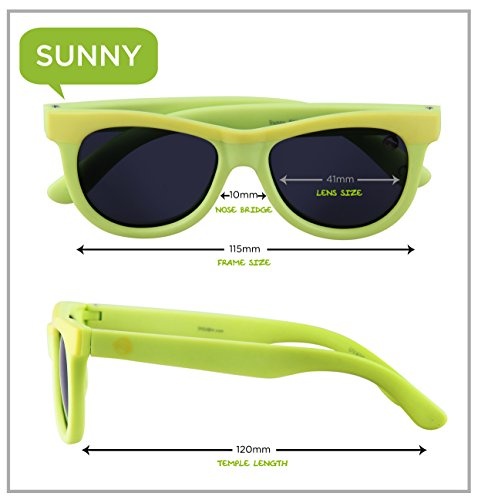 SUNNY
41mm
LENS SIZE
10mm
NOSE BRIDGE
115mm
FRAME SIZE
120mm
TEMPLE LENGTH